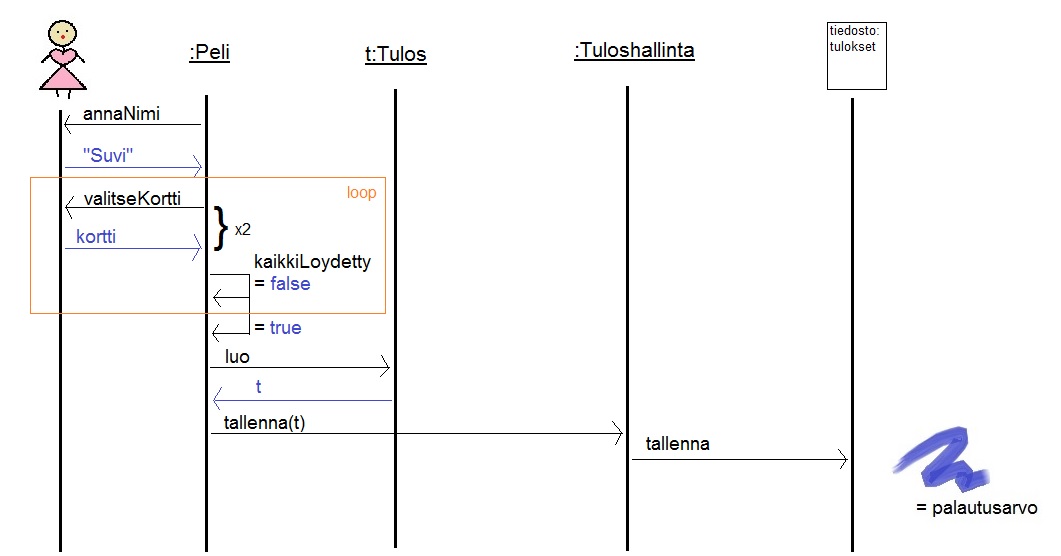 :Peli
t:Tulos
:Tuloshallinta
tiedosto:
tulokset
annaNimi
"Suvi"
loop
valitseKortti
x2
kortti
kaikkiLoydetty
= false
= true
luo
t
tallenna(t)
tallenna
= palautusarvo